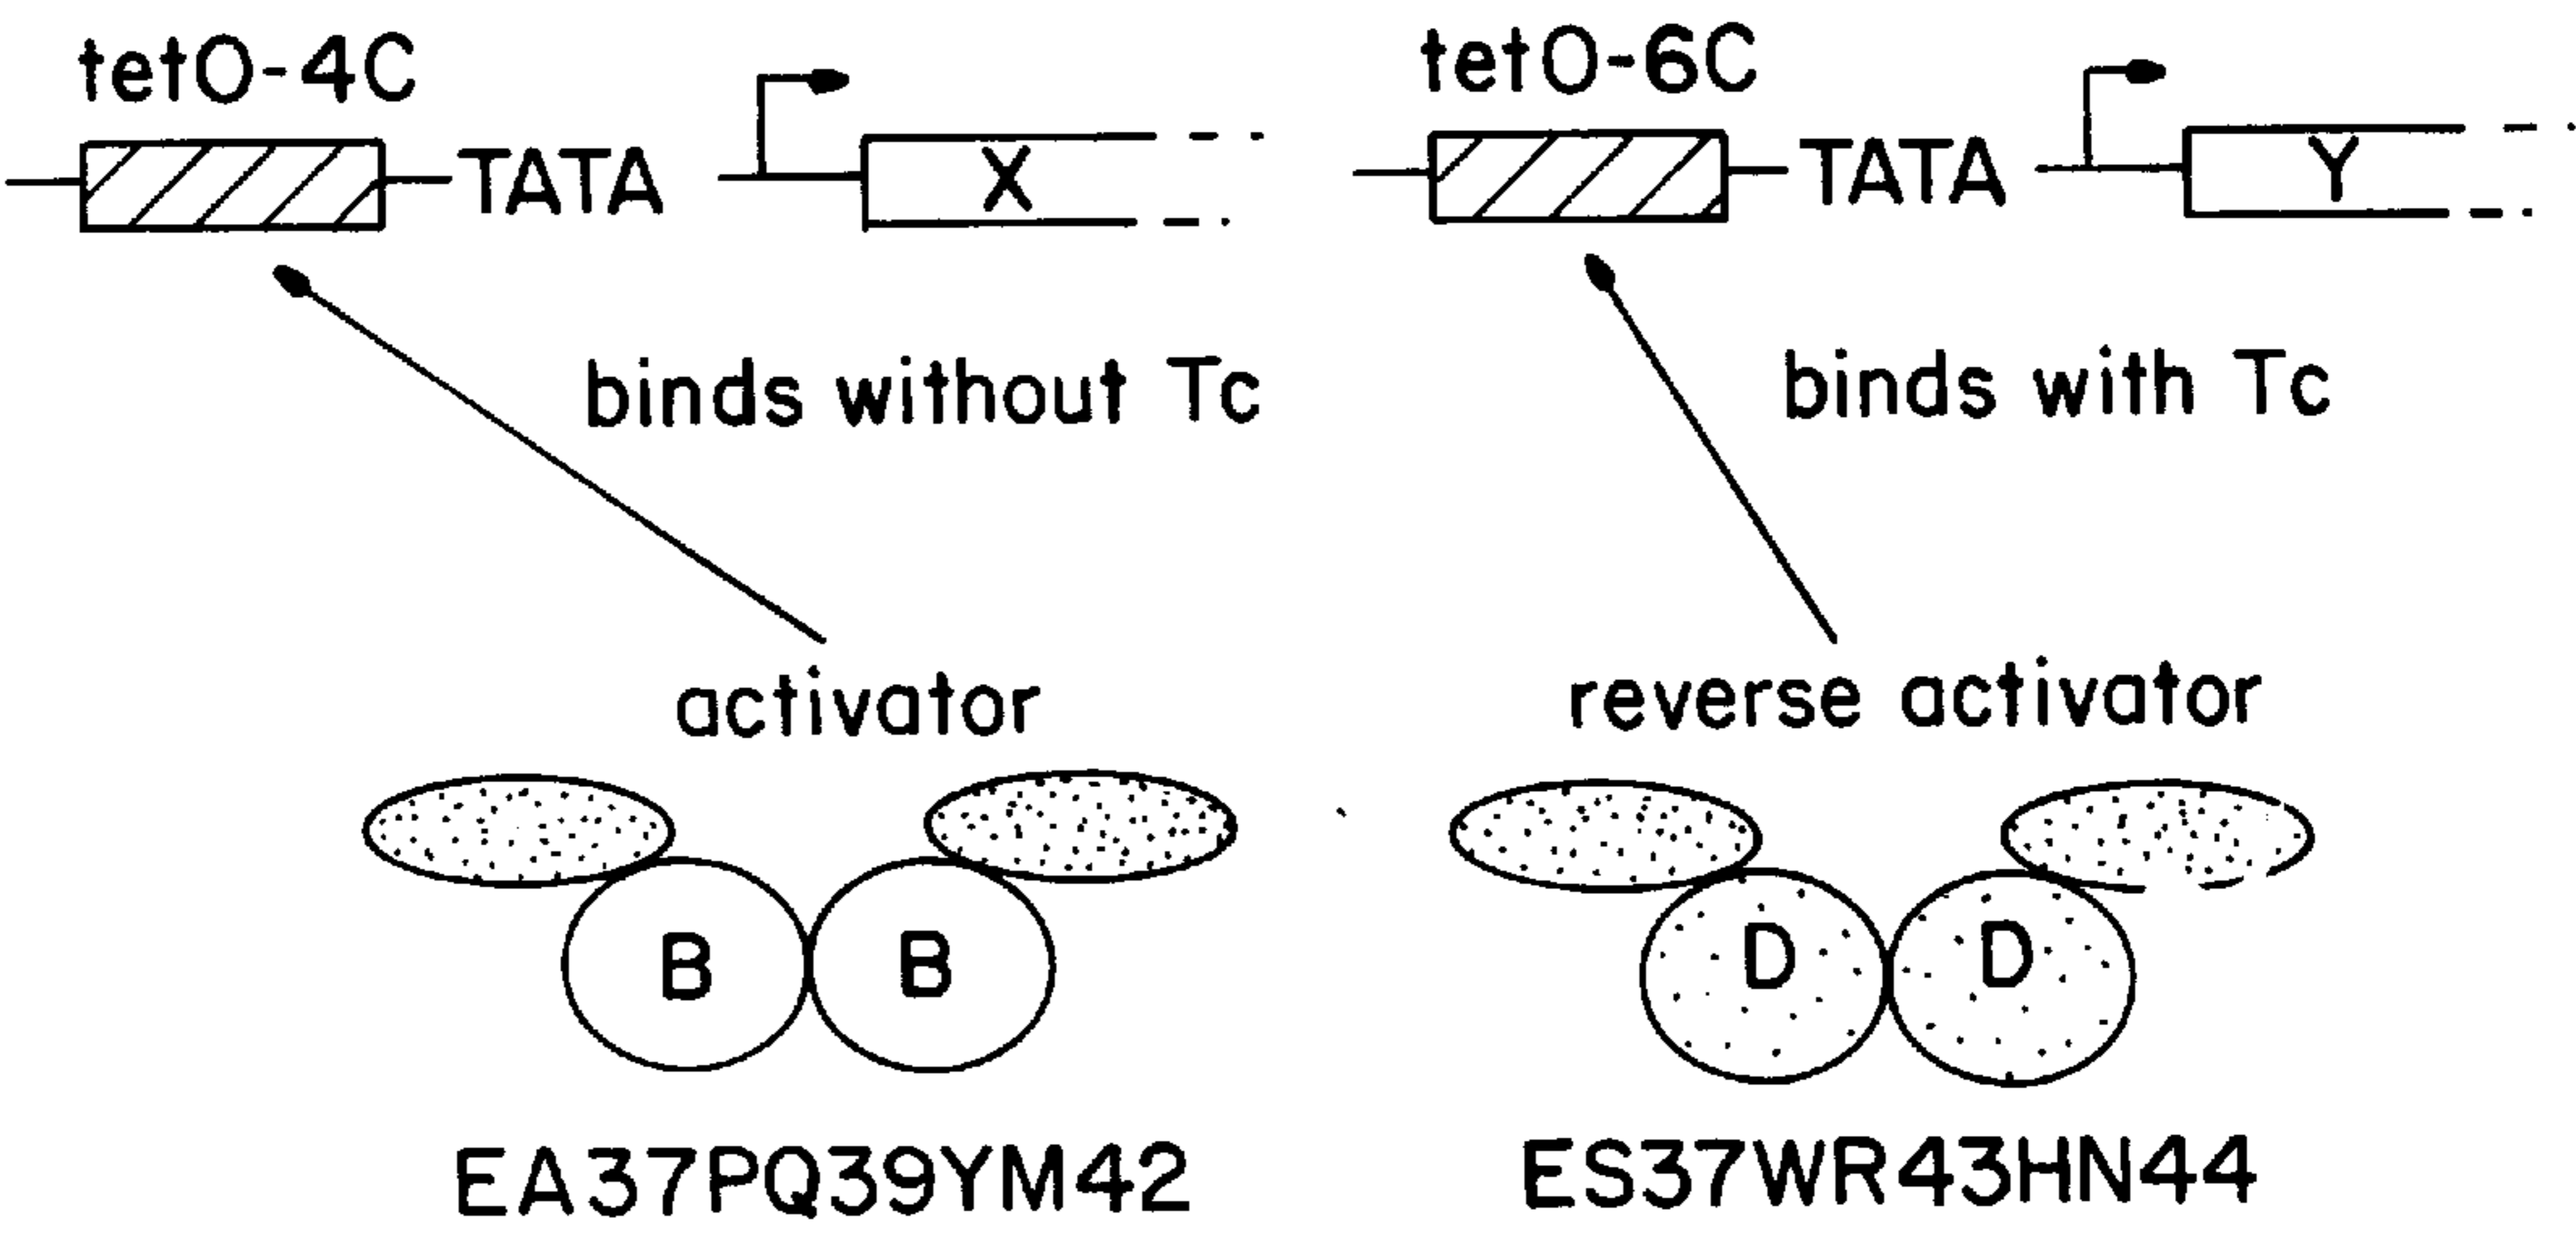 tetO-4C
TATA
X
tetO-6C
TATA
Y
binds without Tc
binds with Tc
activator
reverse activator
B B
D D
EA37PQ39YM42
ES37WR43HN44